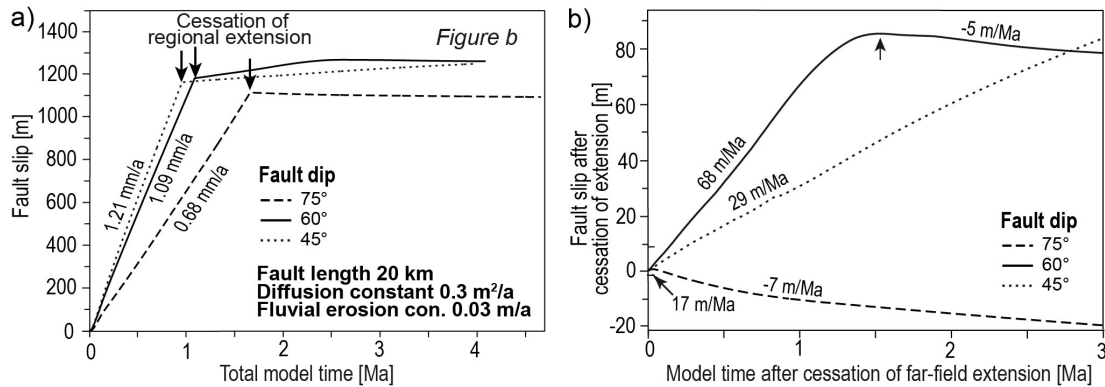 a)
Cessation of
regional extension
Figure b
1400
1200
1000
800
600
400
200
0
Fault slip [m]
1.21 mm/a
1.09 mm/a
0.68 mm/a
Fault dip
75°
60°
45°
Fault length 20 km
Diffusion constant 0.3 m²/a
Fluvial erosion con. 0.03 m/a
0 1 2 3 4
Total model time [Ma]
b)
80
60
40
20
0
-20
Fault slip after
cessation of extension [m]
68 m/Ma
29 m/Ma
-5 m/Ma
-7 m/Ma
17 m/Ma
Fault dip
75°
60°
45°
0 1 2 3
Model time after cessation of far-field extension [Ma]